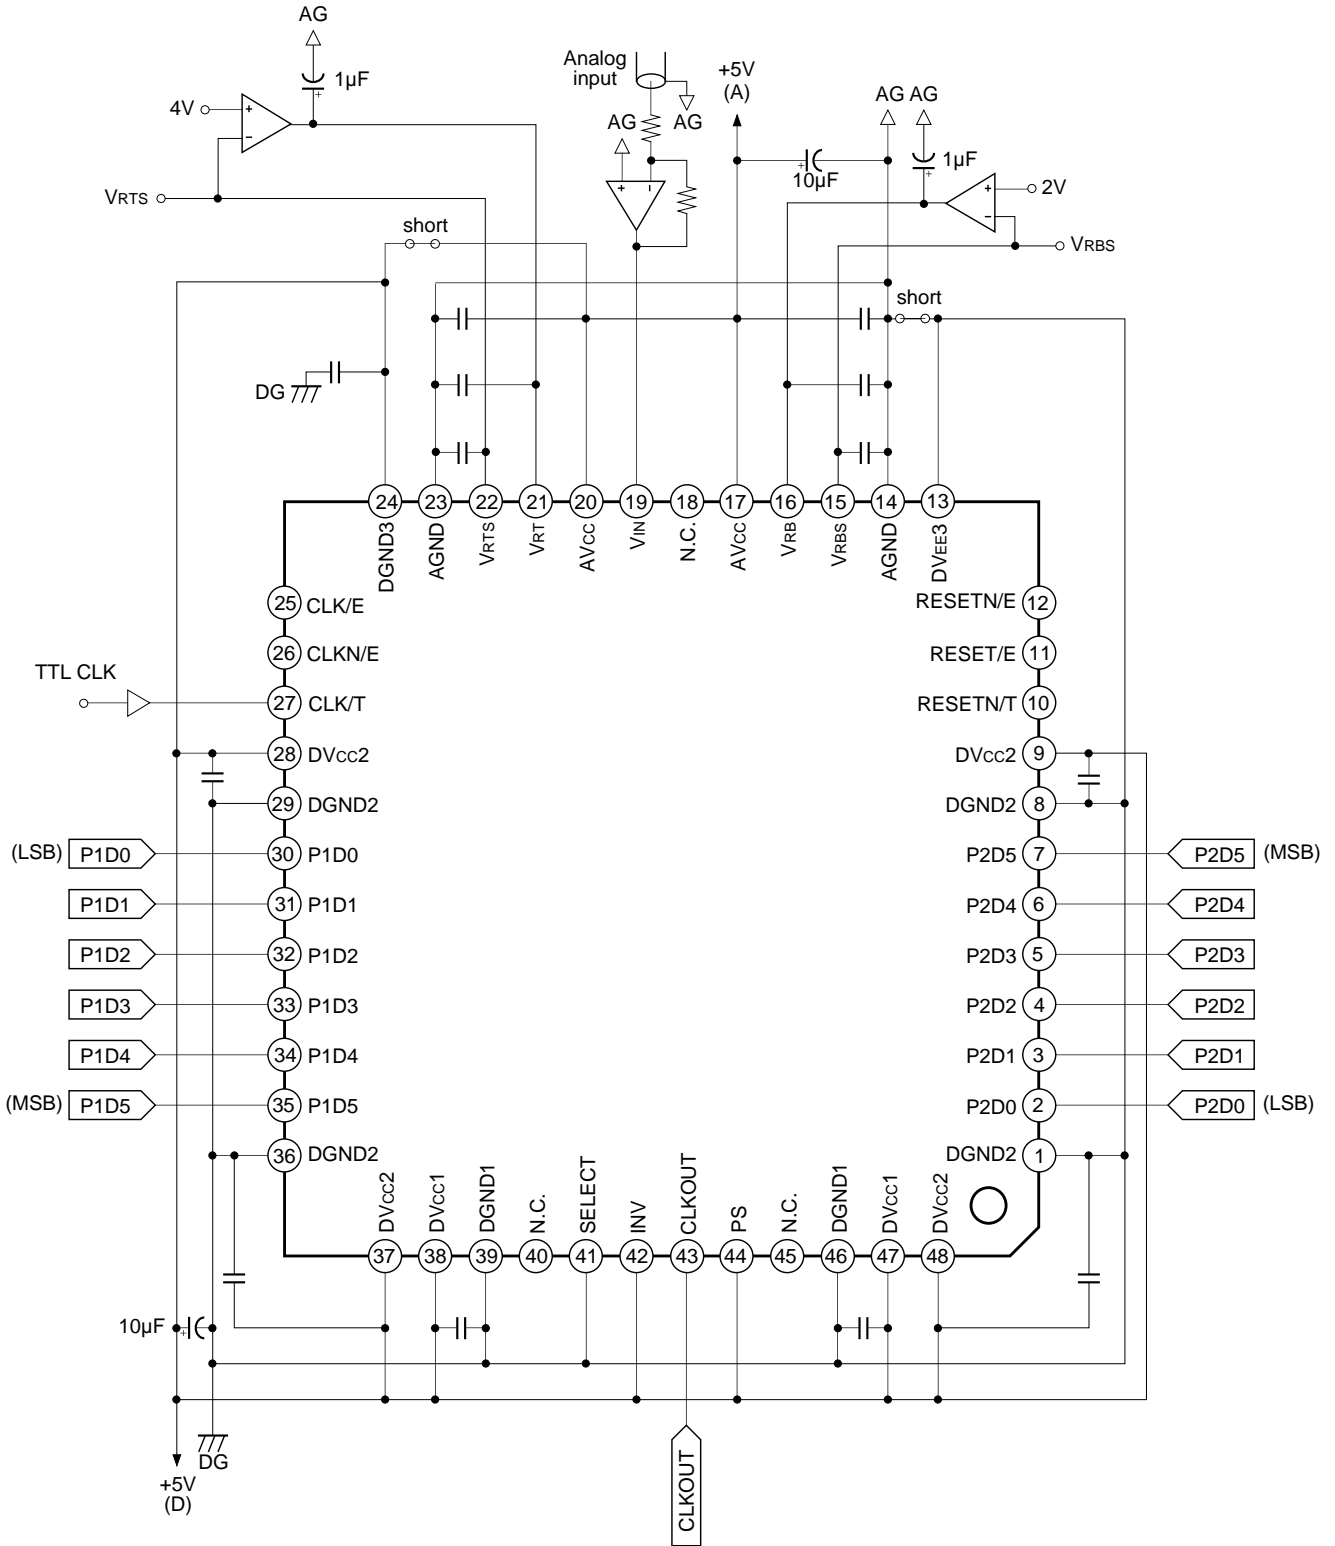 AG
1µF
4V
VRTS
short
Analog
input
AG
AG
+5V
(A)
10µF
AG AG
1µF
2V
VRBS
short
DG
24 23 22 21 20 19 18 17 16 15 14 13
DGND3 AGND VRTS VRT AVCC VIN N.C. AVCC VRB VRBS AGND DVEE3
25 CLK/E
26 CLKN/E
TTL CLK
27 CLK/T
28 DVCC2
29 DGND2
(LSB) P1D0 30 P1D0
P1D1 31 P1D1
P1D2 32 P1D2
P1D3 33 P1D3
P1D4 34 P1D4
(MSB) P1D5 35 P1D5
36 DGND2
RESETN/E 12
RESET/E 11
RESETN/T 10
DVCC2 9
DGND2 8
P2D5 7 P2D5 (MSB)
P2D4 6 P2D4
P2D3 5 P2D3
P2D2 4 P2D2
P2D1 3 P2D1
P2D0 2 P2D0 (LSB)
DGND2 1
DVCC2 DVCC1 DGND1 N.C. SELECT INV CLKOUT PS N.C. DGND1 DVCC1 DVCC2
37 38 39 40 41 42 43 44 45 46 47 48
10µF
DG
+5V
(D)
CLKOUT